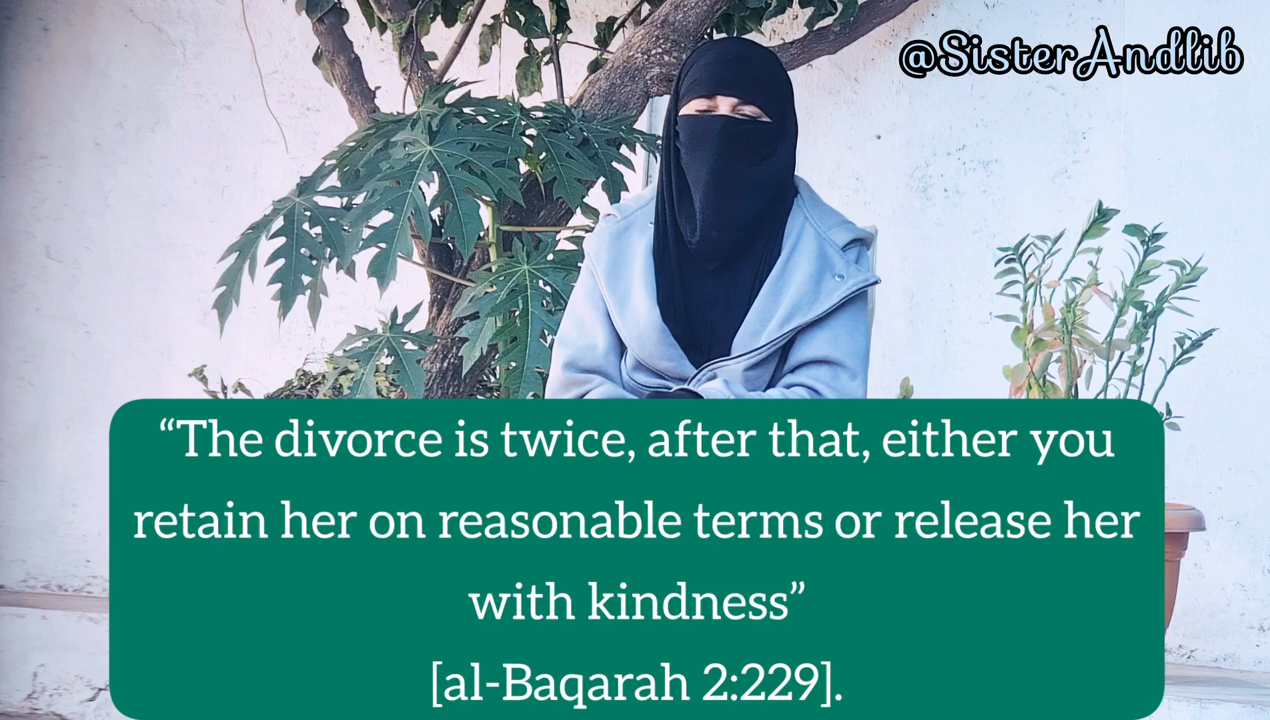 @SisterAndlib
“The divorce is twice, after that, either you
retain her on reasonable terms or release her
with kindness”
[al-Baqarah 2:229].